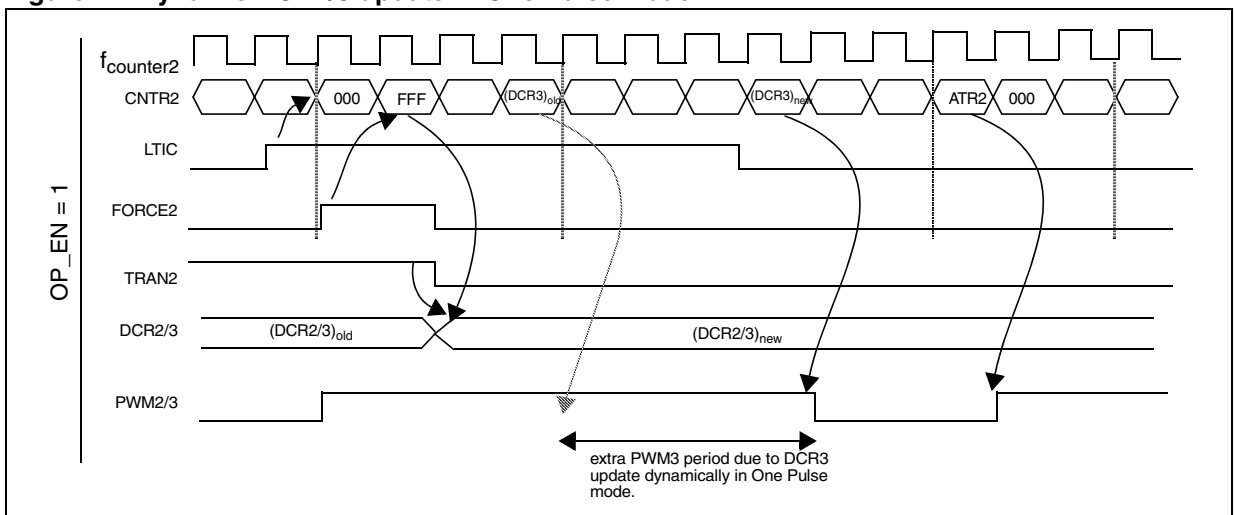 f counter2
CNTR2 000 FFF (DCR3)old (DCR3)new ATR2 000
LTIC
OP_EN = 1
FORCE2
TRAN2
DCR2/3 (DCR2/3)old (DCR2/3)new
PWM2/3
extra PWM3 period due to DCR3
update dynamically in One Pulse
mode.